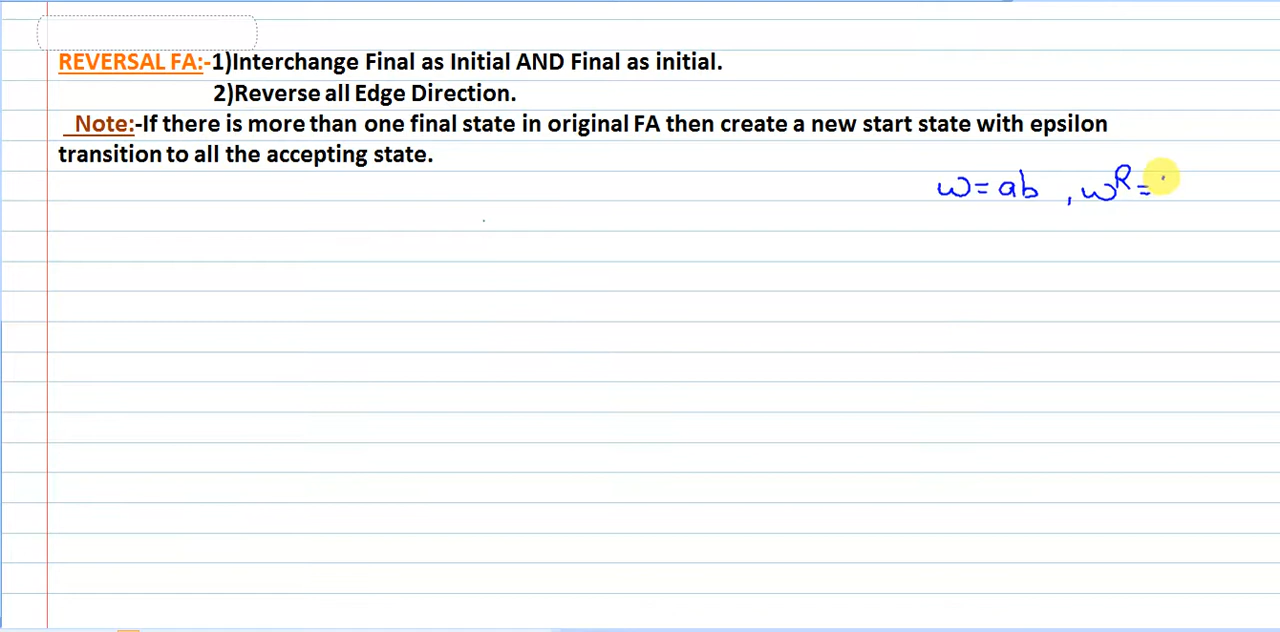 REVERSAL FA:-1)Interchange Final as Initial AND Final as initial.
2)Reverse all Edge Direction.
Note:-If there is more than one final state in original FA then create a new start state with epsilon
transition to all the accepting state.
w = ab , wᴿ =